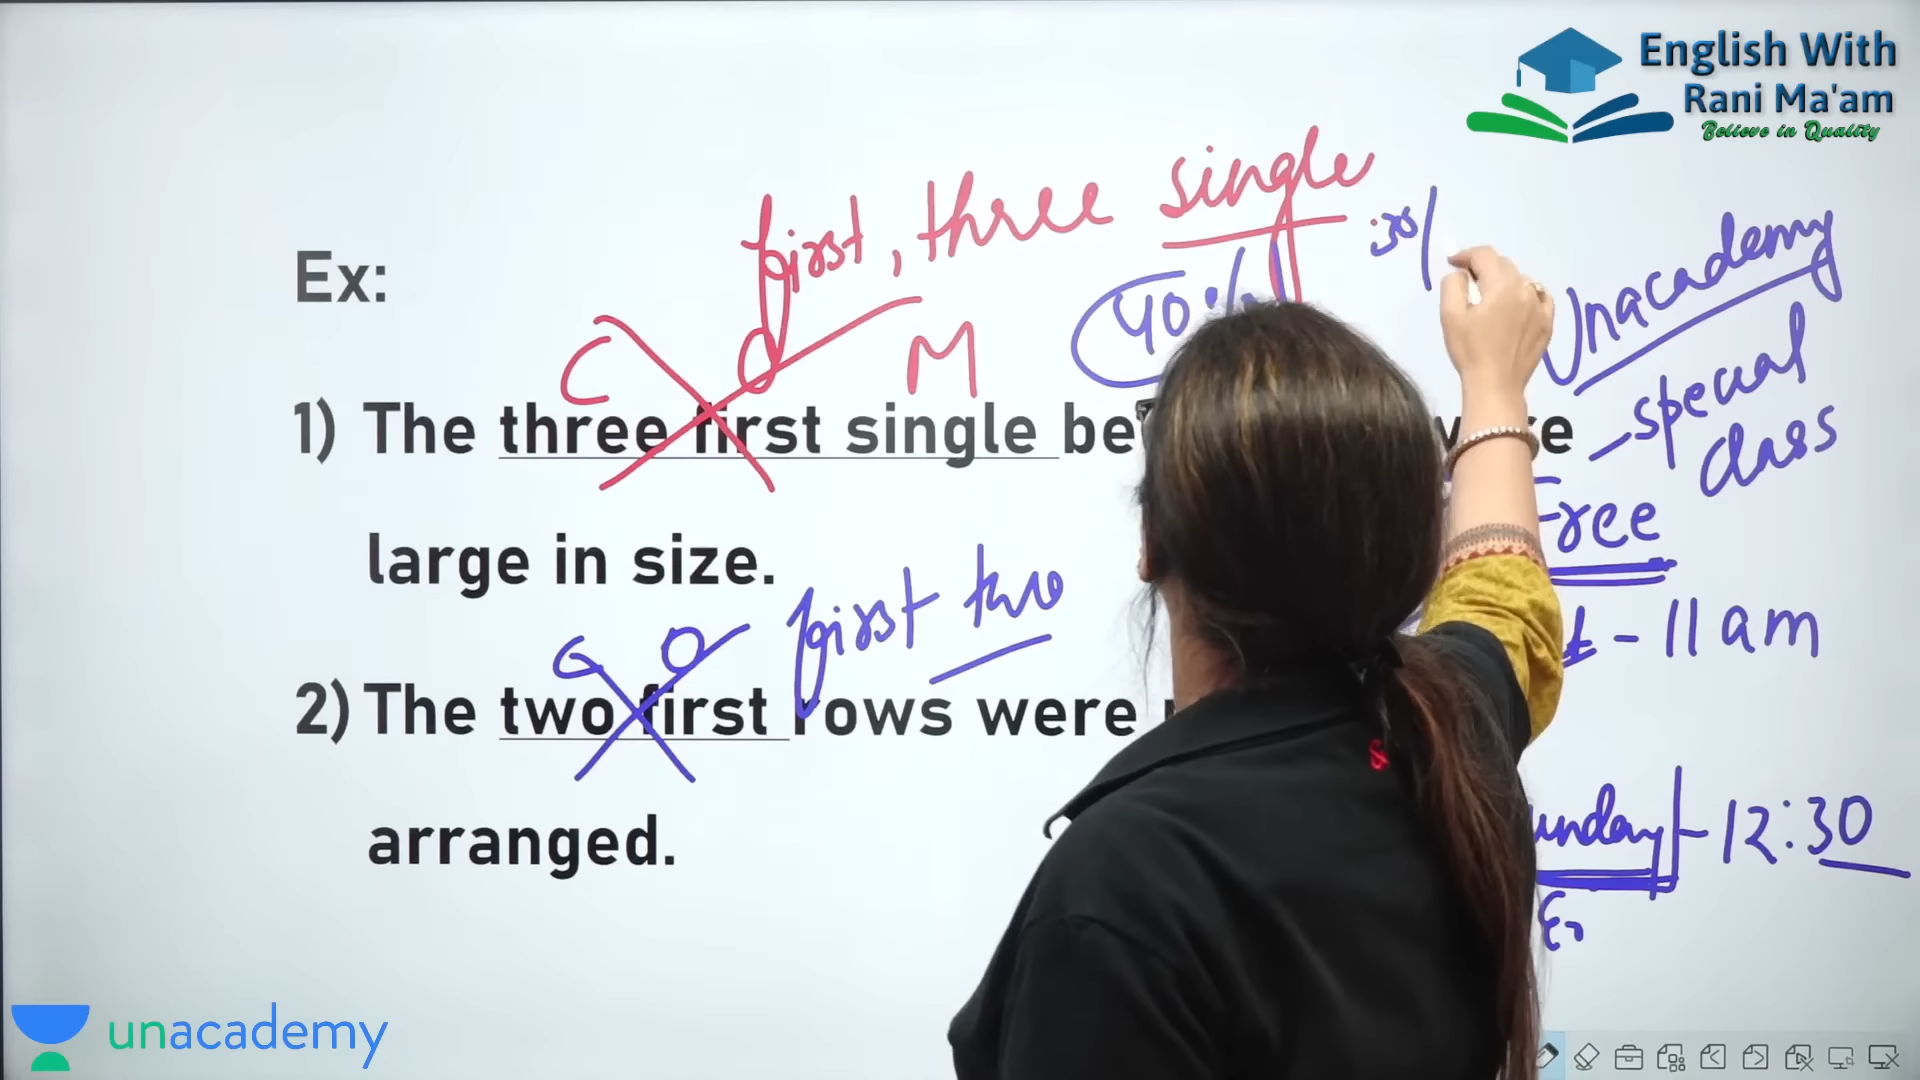 English With
Rani Ma'am
Believe in Quality
first, three single
Ex:
40%
30/
Unacademy
C O M
- special
class
1) The three first single
Free
large in size.
first two
- 11 am
C O
2) The two first rows were
unday - 12:30
arranged.
unacademy